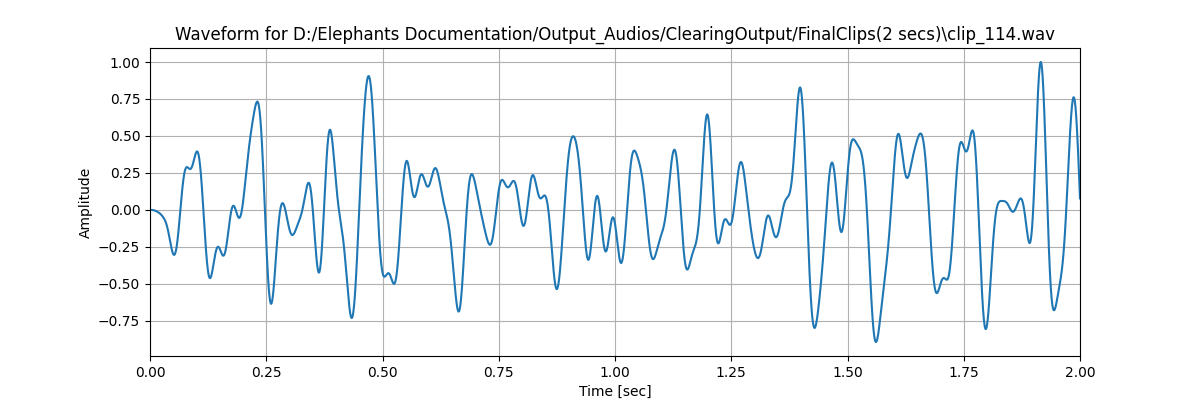 Waveform for D:/Elephants Documentation/Output_Audios/ClearingOutput/FinalClips(2 secs)\clip_114.wav
1.00
0.75
0.50
0.25
0.00
−0.25
−0.50
−0.75
Amplitude
0.00 0.25 0.50 0.75 1.00 1.25 1.50 1.75 2.00
Time [sec]